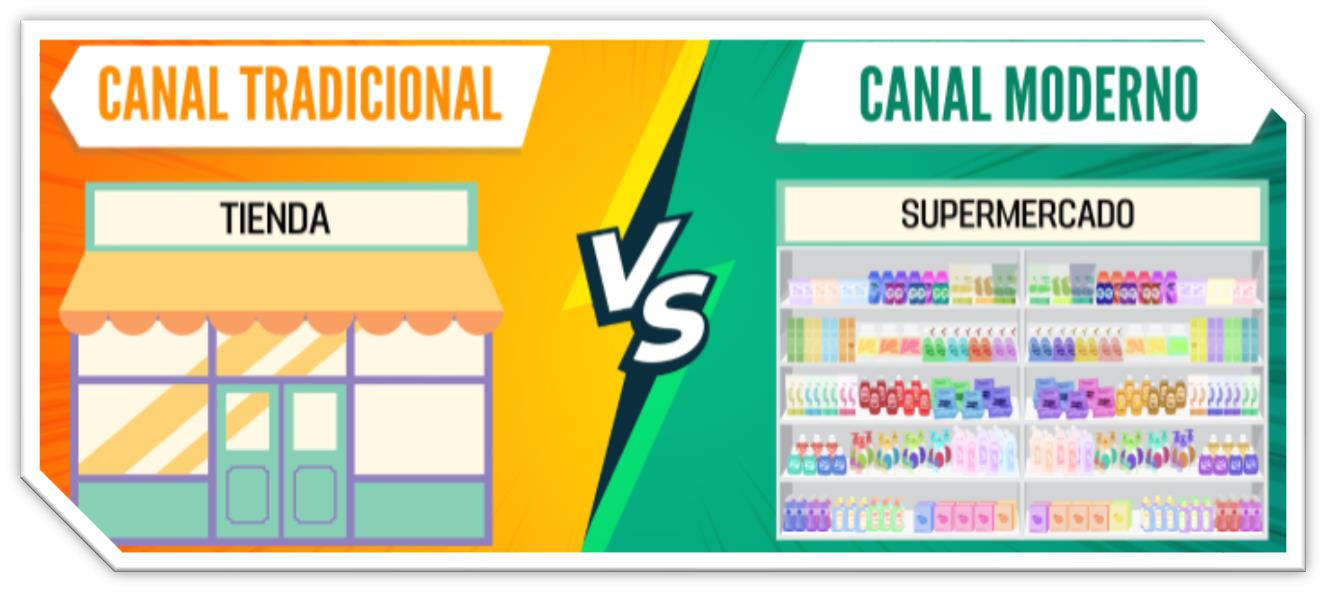 CANAL TRADICIONAL
CANAL MODERNO
TIENDA
SUPERMERCADO
VS